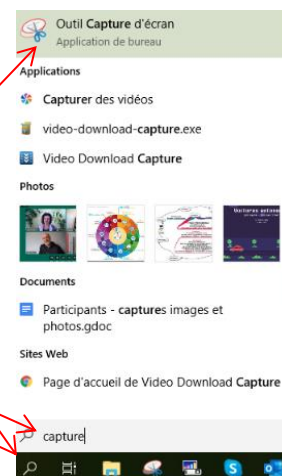 Outil Capture d'écran
Application de bureau
Applications
Capturer des vidéos
video-download-capture.exe
Video Download Capture
Photos
Documents
Participants - captures images et
photos.gdoc
Sites Web
Page d'accueil de Video Download Capture
capture